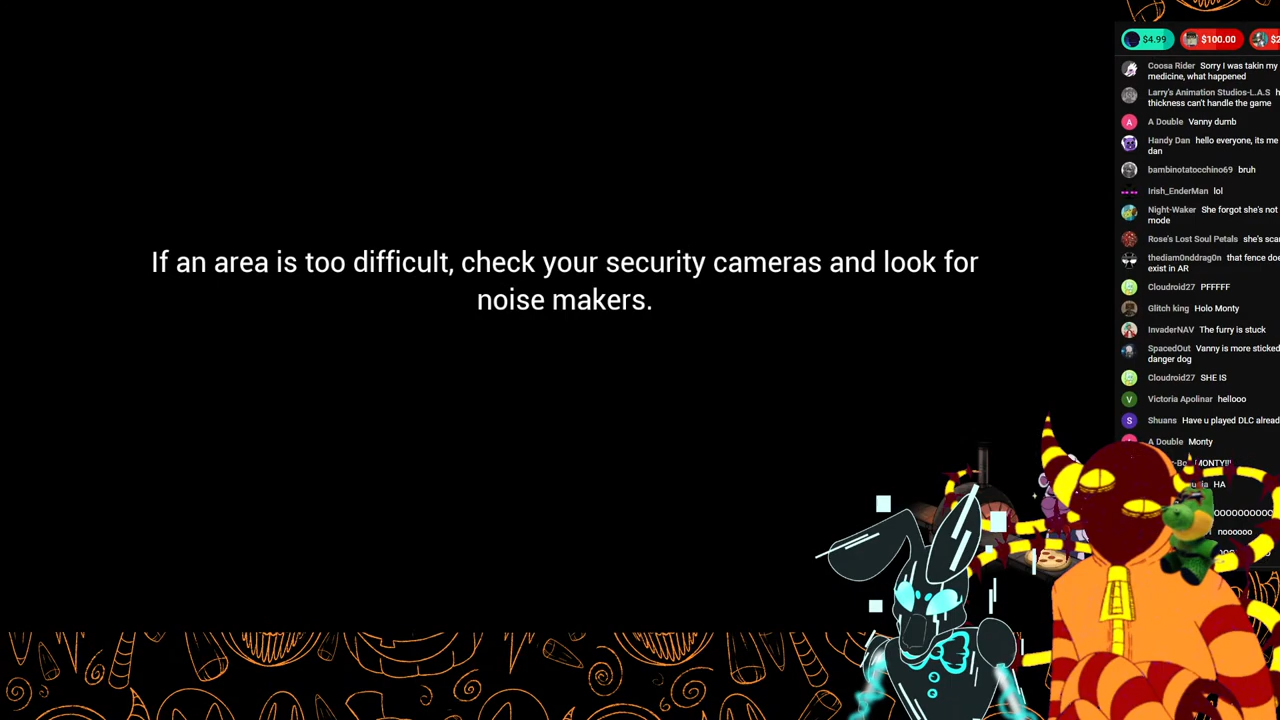 If an area is too difficult, check your security cameras and look for
noise makers.
$4.99
$100.00
Coosa Rider Sorry I was takin my
medicine, what happened
Larry's Animation Studios-L.A.S
thickness can't handle the game
A Double Vanny dumb
Handy Dan hello everyone, its me
dan
bambinotatocchino69 bruh
Irish_EnderMan lol
Night-Waker She forgot she's not
mode
Rose's Lost Soul Petals she's
thediam0nddrag0n that fence
exist in AR
Cloudroid27 PFFFFF
Glitch king Holo Monty
InvaderNAV The furry is stuck
SpacedOut Vanny is more sticked
danger dog
Cloudroid27 SHE IS
Victoria Apolinar hellooo
Shuans Have u played DLC
A Double Monty
MONTY!!!
HA
noooooo